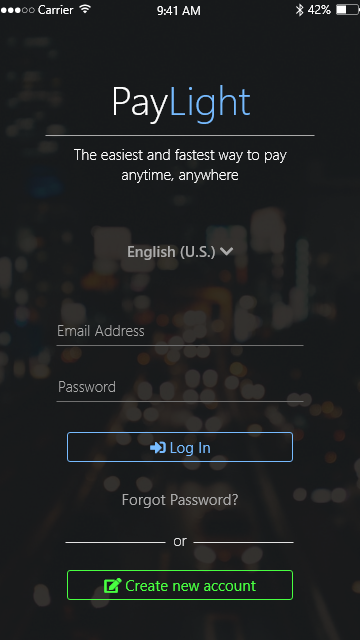 Carrier 9:41 AM 42%
PayLight
The easiest and fastest way to pay
anytime, anywhere
English (U.S.)
Email Address
Password
Log In
Forgot Password?
or
Create new account